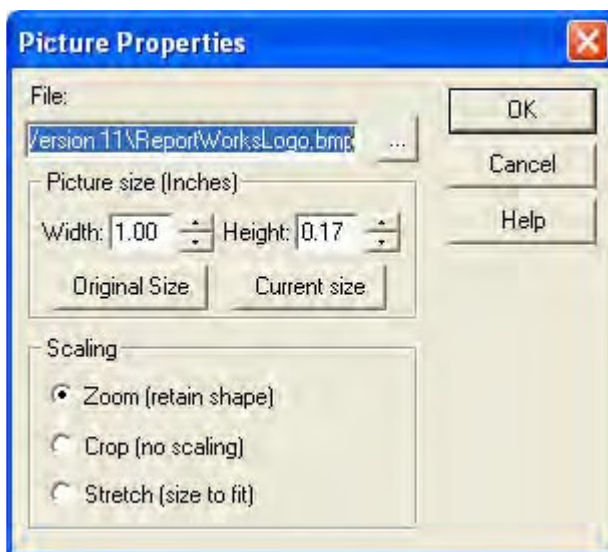 Picture Properties
File:
Version 11\ReportWorksLogo.bmp
...
OK
Cancel
Help
Picture size (Inches)
Width: 1.00 Height: 0.17
Original Size Current size
Scaling
Zoom (retain shape)
Crop (no scaling)
Stretch (size to fit)